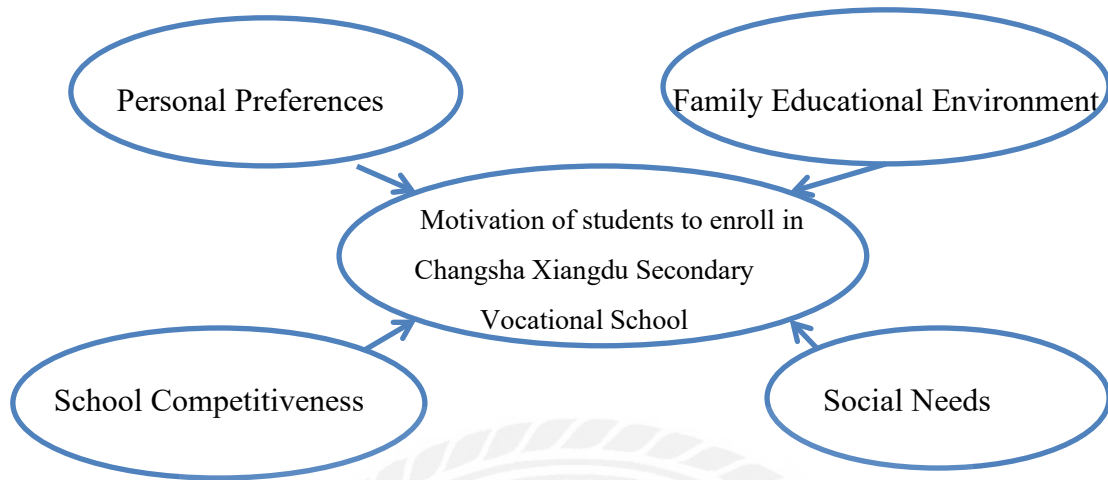 Personal Preferences
Family Educational Environment
Motivation of students to enroll in
Changsha Xiangdu Secondary
Vocational School
School Competitiveness
Social Needs